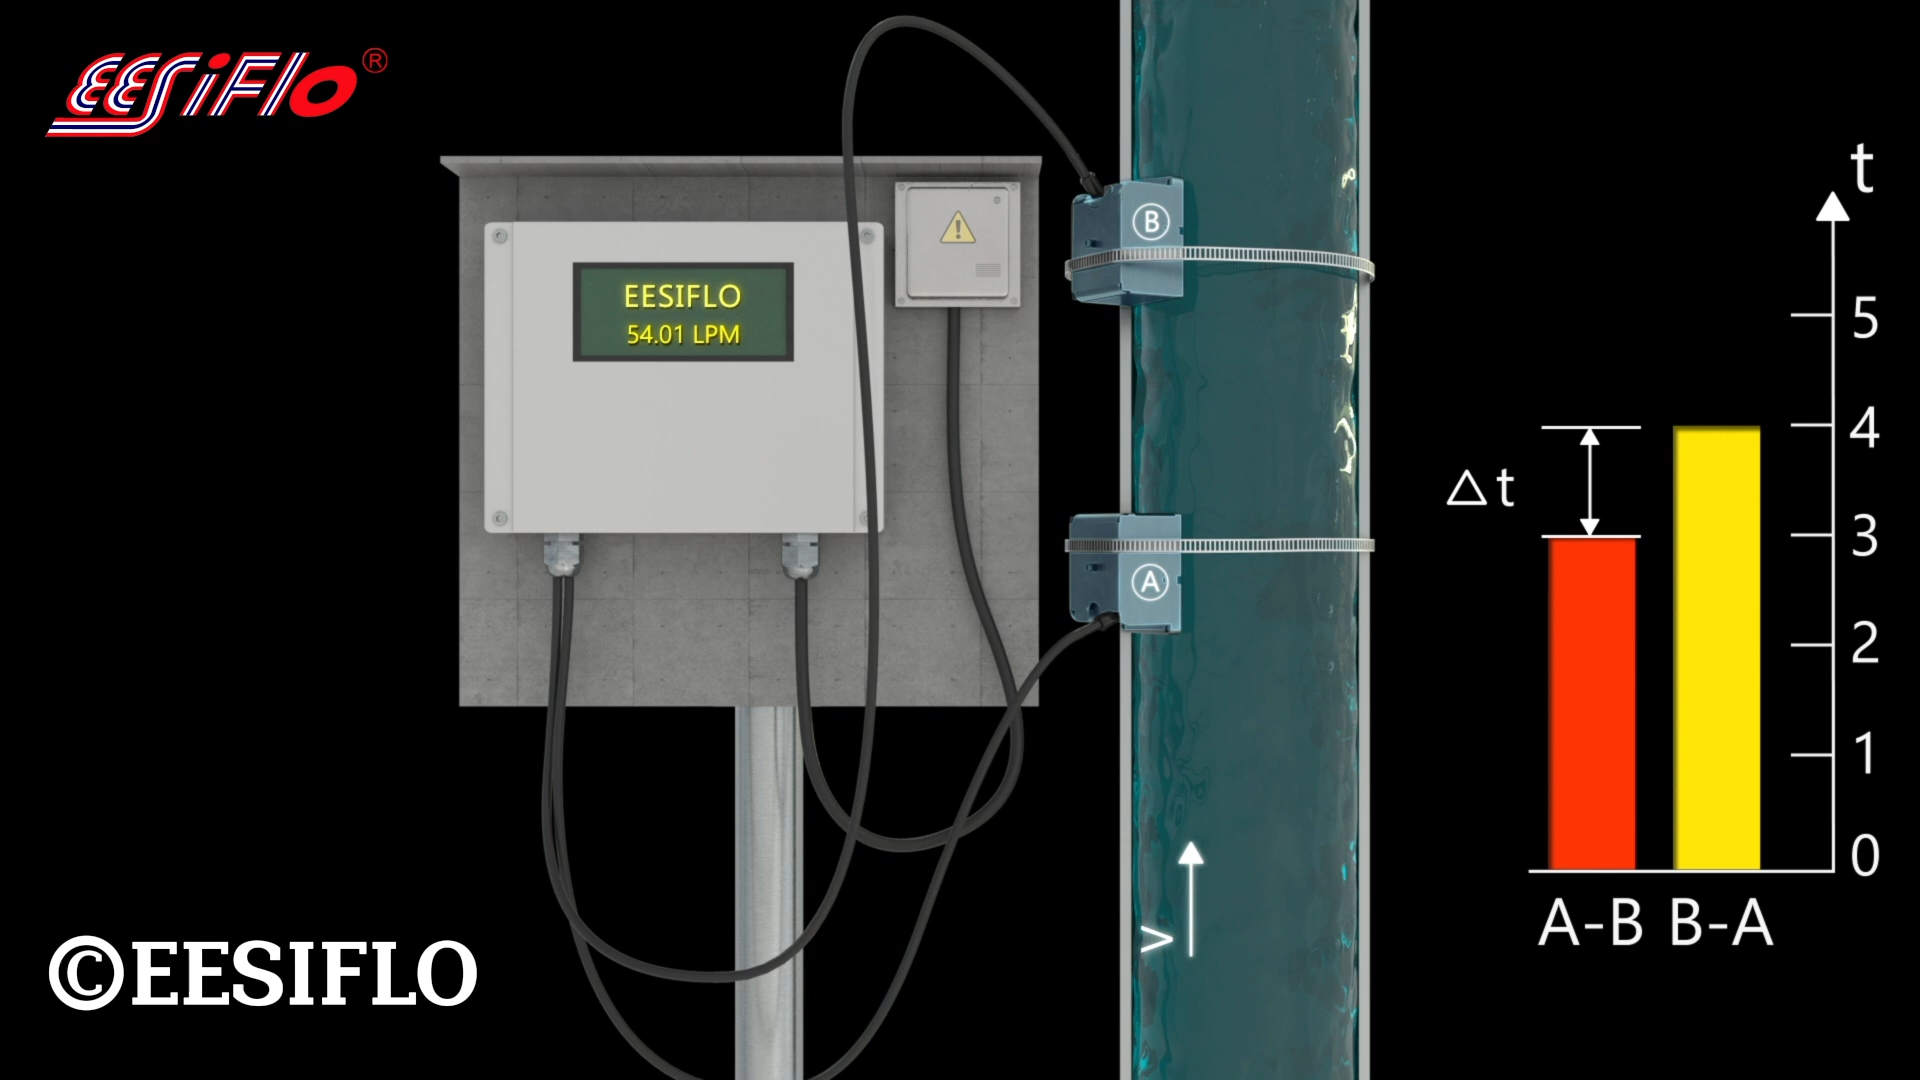 EESiFlo®
t
B
EESIFLO
54.01 LPM
5
4
Δt
3
A
2
1
0
V
A-B B-A
©EESIFLO